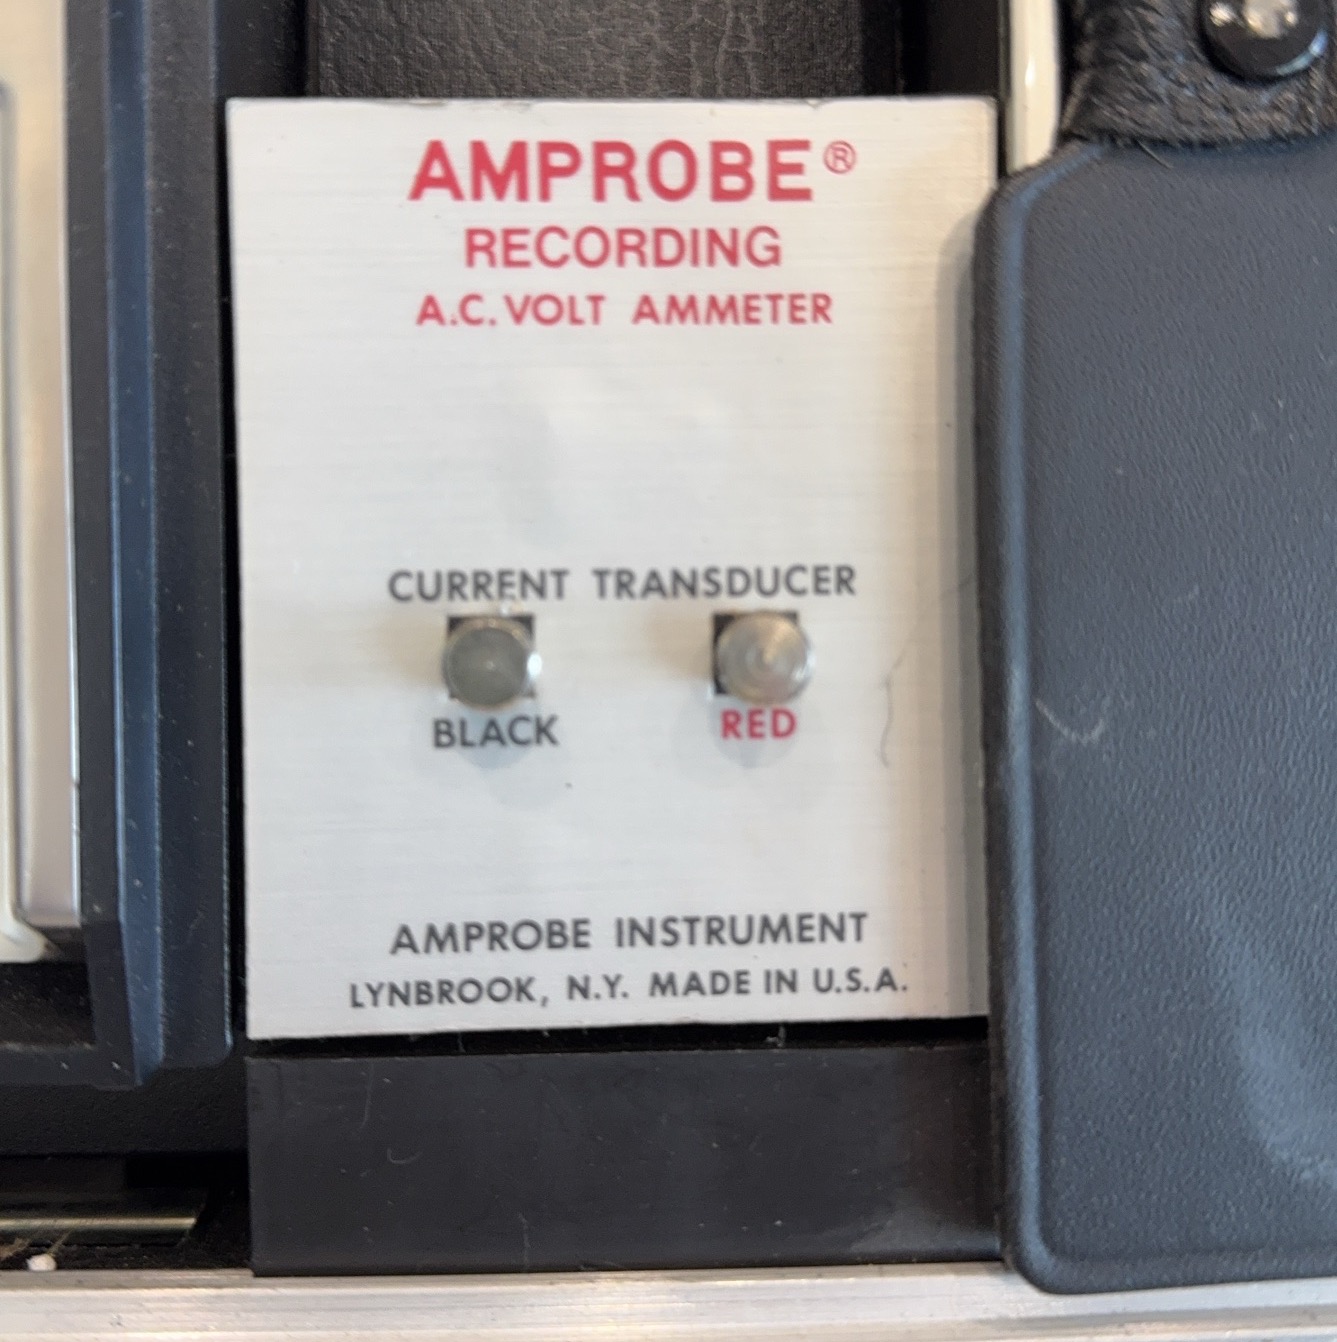 AMPROBE®
RECORDING
A.C. VOLT AMMETER
CURRENT TRANSDUCER
BLACK RED
AMPROBE INSTRUMENT
LYNBROOK, N.Y. MADE IN U.S.A.